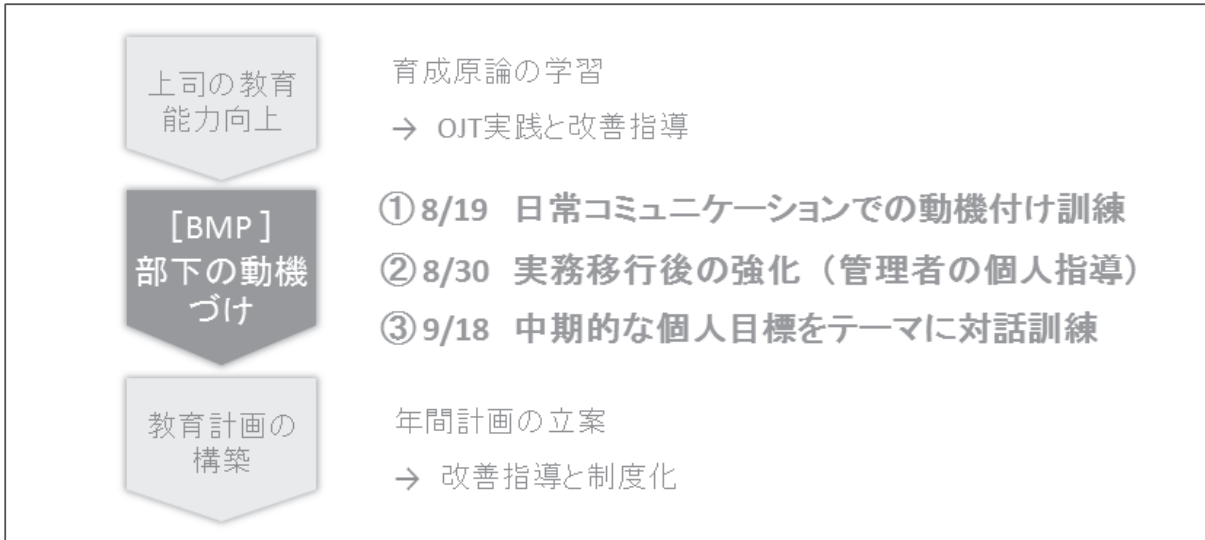 上司の教育
能力向上
育成原論の学習
→ OJT実践と改善指導
［BMP］
部下の動機
づけ
①8/19 日常コミュニケーションでの動機付け訓練
②8/30 実務移行後の強化（管理者の個人指導）
③9/18 中期的な個人目標をテーマに対話訓練
教育計画の
構築
年間計画の立案
→ 改善指導と制度化